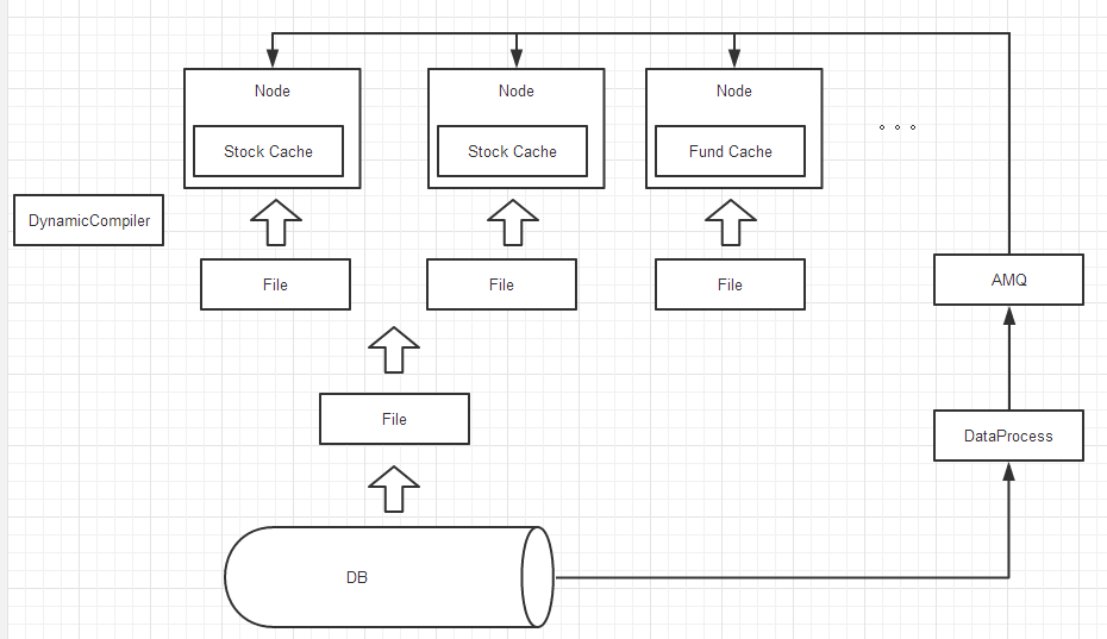 Node
Node
Node
Stock Cache
Stock Cache
Fund Cache
DynamicCompiler
File
File
File
AMQ
File
DataProcess
DB